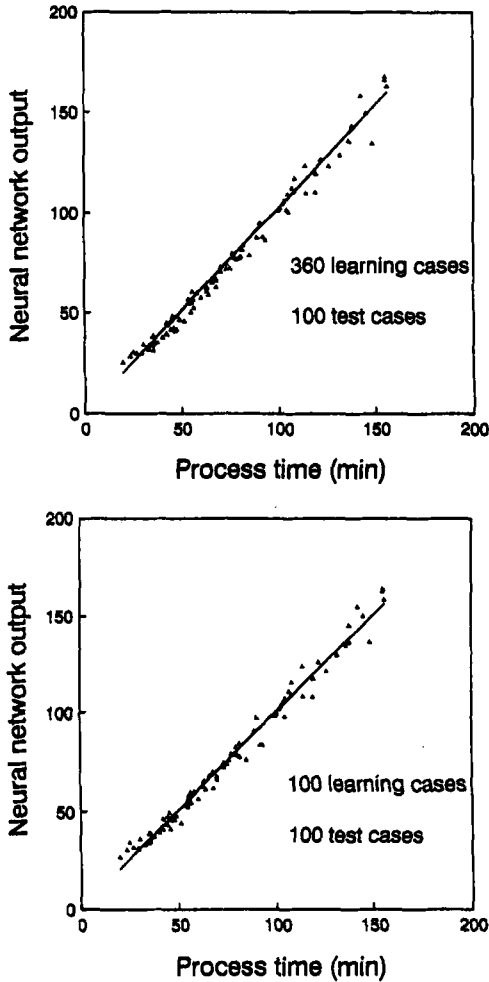 200
150
100
50
0
Neural network output
360 learning cases
100 test cases
0 50 100 150 200
Process time (min)
200
150
100
50
0
Neural network output
100 learning cases
100 test cases
0 50 100 150 200
Process time (min)